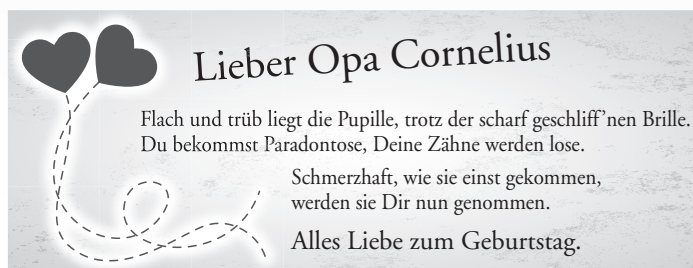 Lieber Opa Cornelius
Flach und trüb liegt die Pupille, trotz der scharf geschliff’nen Brille.
Du bekommst Paradontose, Deine Zähne werden lose.
Schmerzhaft, wie sie einst gekommen,
werden sie Dir nun genommen.
Alles Liebe zum Geburtstag.